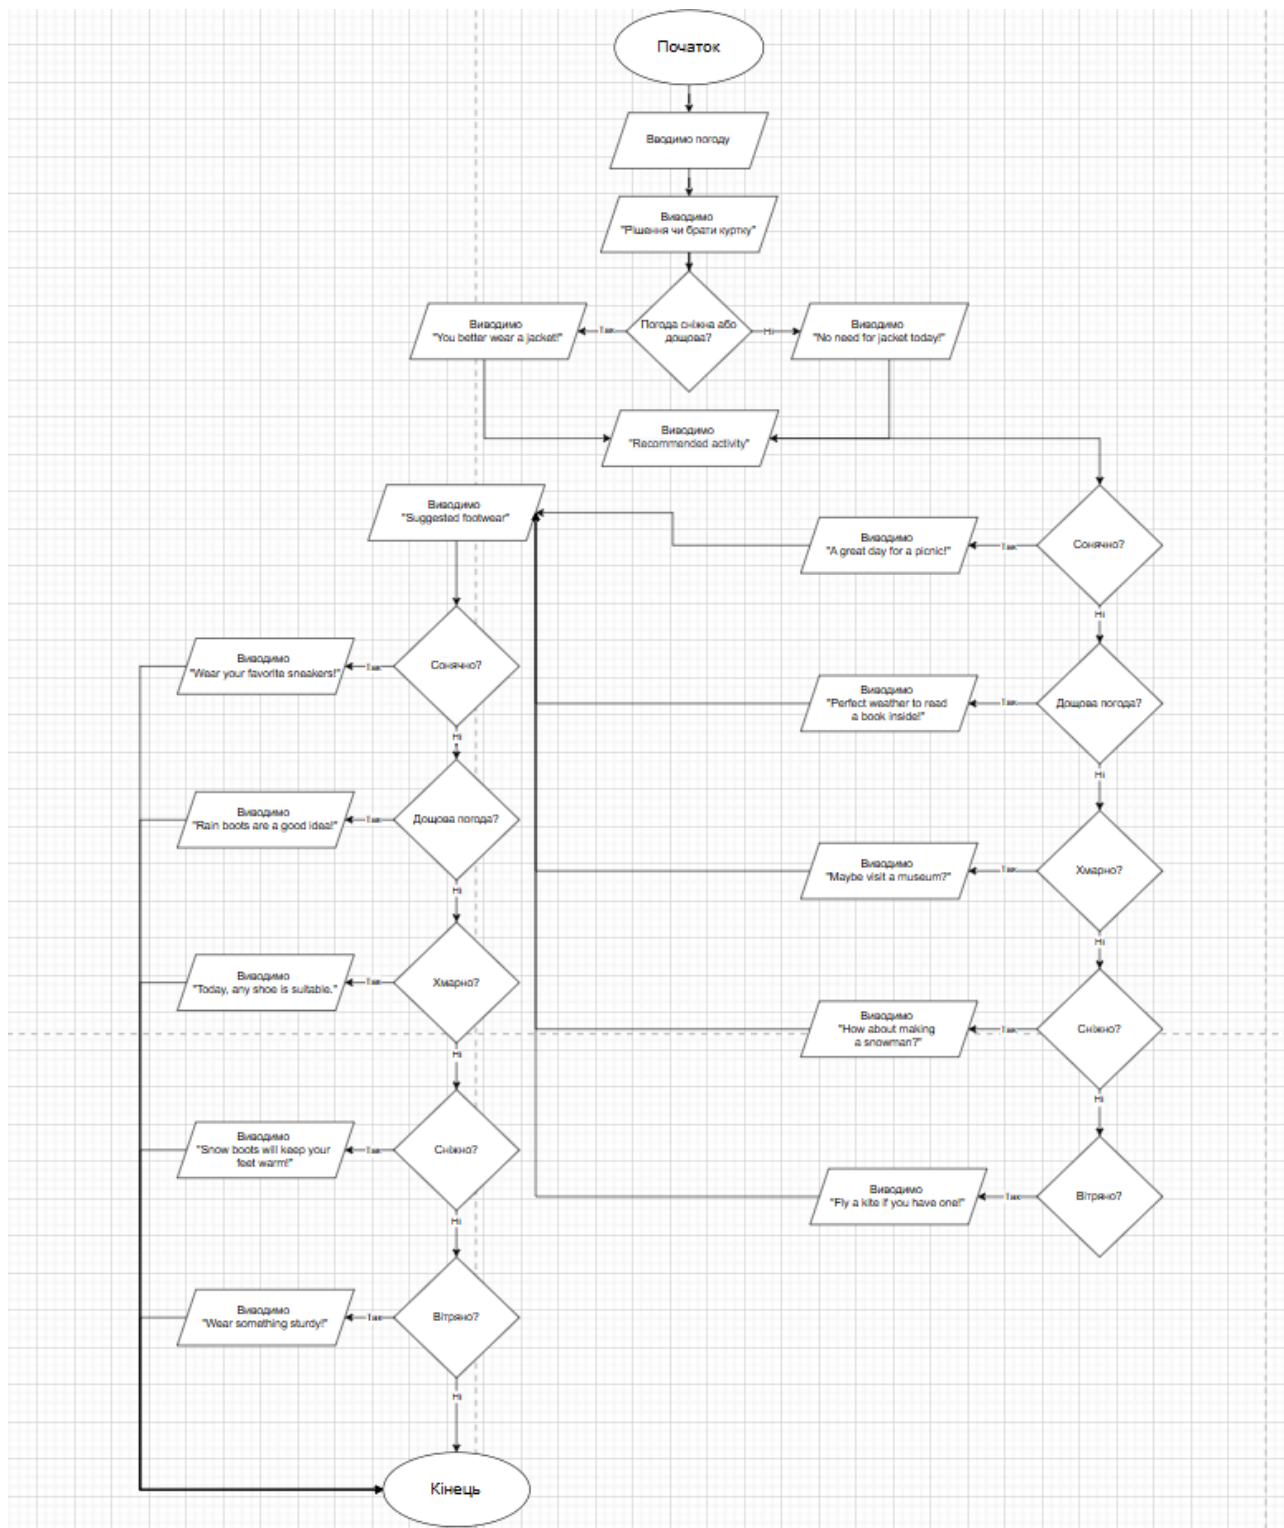 Початок
Вводимо погоду
Виводимо
"Рішення чи брати куртку"
Погода сніжна або
дощова?
Так
Ні
Виводимо
"You better wear a jacket!"
Виводимо
"No need for jacket today!"
Виводимо
"Recommended activity"
Сонячно?
Так
Виводимо
"A great day for a picnic!"
Ні
Дощова погода?
Так
Виводимо
"Perfect weather to read
a book inside!"
Ні
Хмарно?
Так
Виводимо
"Maybe visit a museum?"
Ні
Сніжно?
Так
Виводимо
"How about making
a snowman?"
Ні
Вітряно?
Так
Виводимо
"Fly a kite if you have one!"
Виводимо
"Suggested footwear"
Сонячно?
Так
Виводимо
"Wear your favorite sneakers!"
Ні
Дощова погода?
Так
Виводимо
"Rain boots are a good idea!"
Ні
Хмарно?
Так
Виводимо
"Today, any shoe is suitable."
Ні
Сніжно?
Так
Виводимо
"Snow boots will keep your
feet warm!"
Ні
Вітряно?
Так
Виводимо
"Wear something sturdy!"
Ні
Кінець